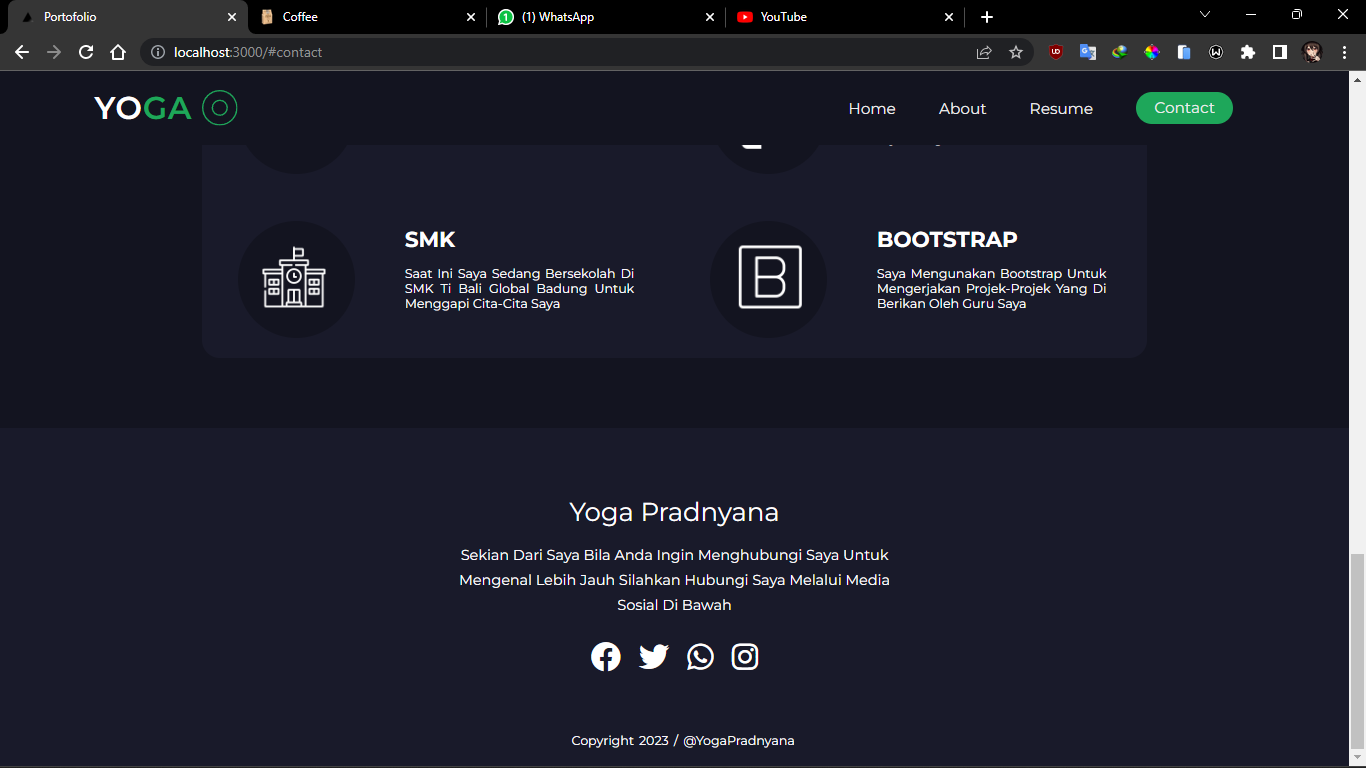 Portofolio
Coffee
1 (1) WhatsApp
YouTube
localhost:3000/#contact
YOGA
Home
About
Resume
Contact
SMK
Saat Ini Saya Sedang Bersekolah Di
SMK Ti Bali Global Badung Untuk
Menggapi Cita-Cita Saya
B
BOOTSTRAP
Saya Mengunakan Bootstrap Untuk
Mengerjakan Projek-Projek Yang Di
Berikan Oleh Guru Saya
Yoga Pradnyana
Sekian Dari Saya Bila Anda Ingin Menghubungi Saya Untuk
Mengenal Lebih Jauh Silahkan Hubungi Saya Melalui Media
Sosial Di Bawah
Copyright 2023 / @YogaPradnyana